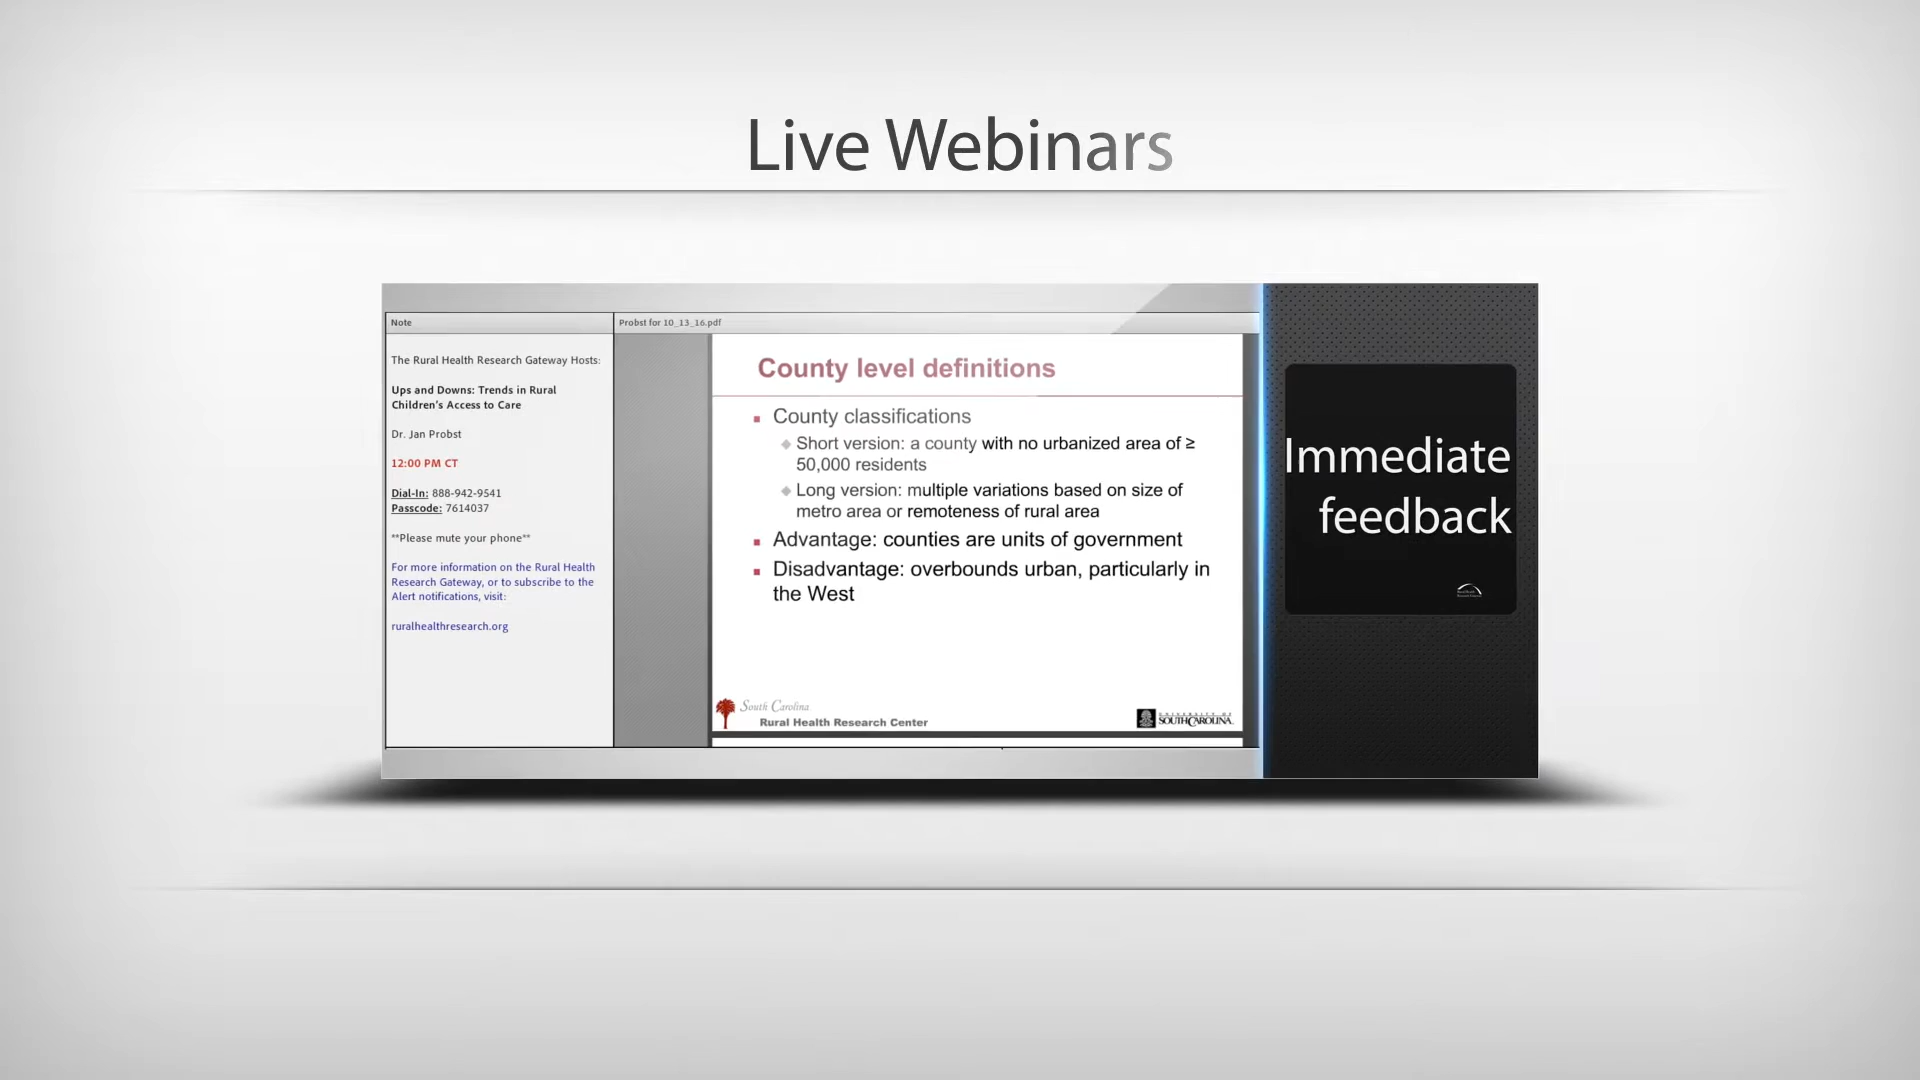 Live Webinars
Note
The Rural Health Research Gateway Hosts:
Ups and Downs: Trends in Rural
Children's Access to Care
Dr. Jan Probst
12:00 PM CT
Dial-In: 888-942-9541
Passcode: 7614037
**Please mute your phone**
For more information on the Rural Health
Research Gateway, or to subscribe to the
Alert notifications, visit:
ruralhealthresearch.org
Probst for 10_13_16.pdf
County level definitions
County classifications
Short version: a county with no urbanized area of ≥
50,000 residents
Long version: multiple variations based on size of
metro area or remoteness of rural area
Advantage: counties are units of government
Disadvantage: overbounds urban, particularly in
the West
South Carolina
Rural Health Research Center
UNIVERSITY OF
SOUTH CAROLINA
Immediate
feedback